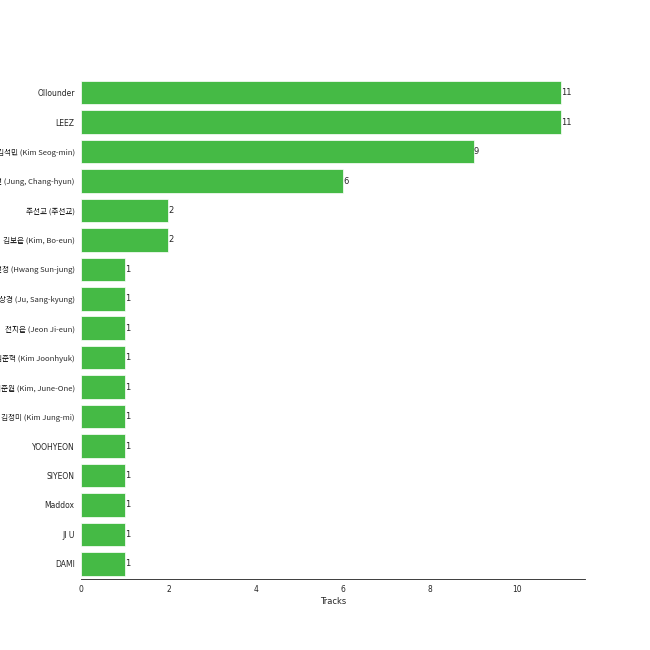 Ollounder
11
LEEZ
11
김석민 (Kim Seog-min)
9
(Jung, Chang-hyun)
6
주선교 (주선교)
2
김보은 (Kim, Bo-eun)
2
정 (Hwang Sun-jung)
1
상경 (Ju, Sang-kyung)
1
전지은 (Jeon Ji-eun)
1
준혁 (Kim Joonhyuk)
1
준원 (Kim, June-One)
1
김정미 (Kim Jung-mi)
1
YOOHYEON
1
SIYEON
1
Maddox
1
JI U
1
DAMI
1
0 2 4 6 8 10
Tracks